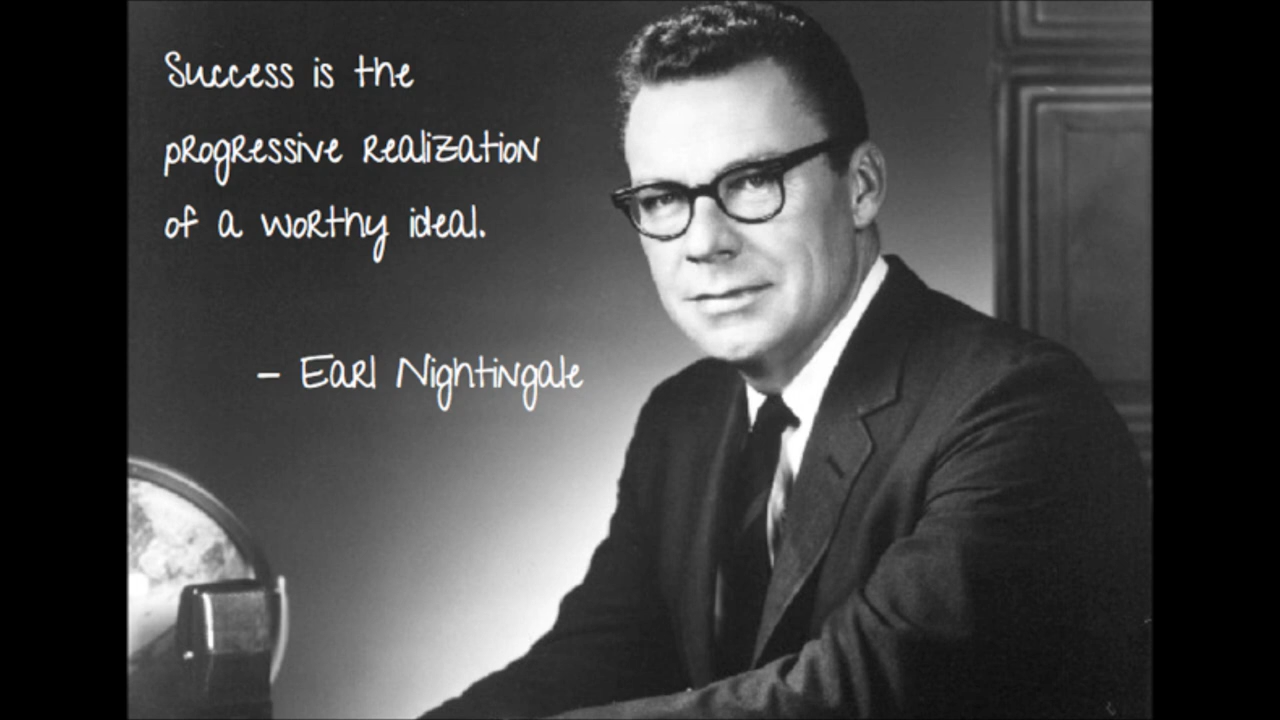 Success is the
progressive realization
of a worthy ideal.
- Earl Nightingale